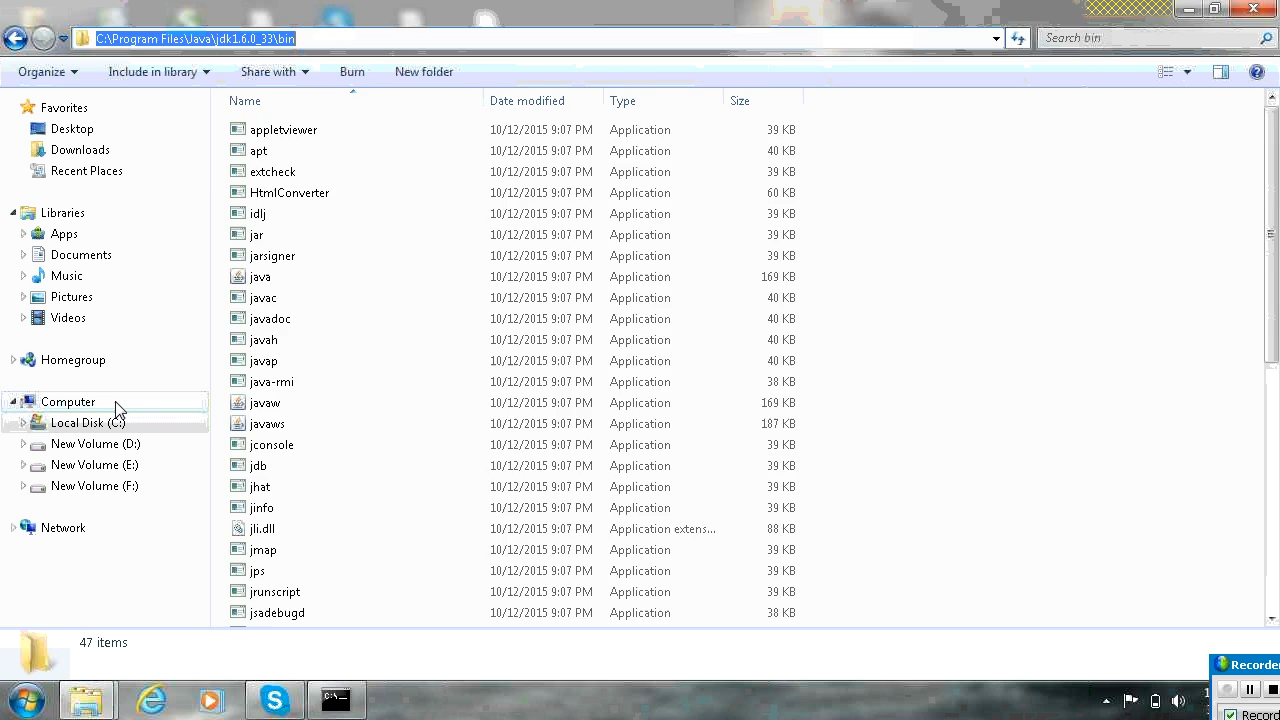 C:\Program Files\Java\jdk1.6.0_33\bin
Search bin
Organize Include in library Share with Burn New folder
Name Date modified Type Size
Favorites
Desktop
Downloads
Recent Places
Libraries
Apps
Documents
Music
Pictures
Videos
Homegroup
Computer
Local Disk (C:)
New Volume (D:)
New Volume (E:)
New Volume (F:)
Network
appletviewer 10/12/2015 9:07 PM Application 39 KB
apt 10/12/2015 9:07 PM Application 40 KB
extcheck 10/12/2015 9:07 PM Application 39 KB
HtmlConverter 10/12/2015 9:07 PM Application 60 KB
idlj 10/12/2015 9:07 PM Application 39 KB
jar 10/12/2015 9:07 PM Application 39 KB
jarsigner 10/12/2015 9:07 PM Application 39 KB
java 10/12/2015 9:07 PM Application 169 KB
javac 10/12/2015 9:07 PM Application 40 KB
javadoc 10/12/2015 9:07 PM Application 40 KB
javah 10/12/2015 9:07 PM Application 40 KB
javap 10/12/2015 9:07 PM Application 40 KB
java-rmi 10/12/2015 9:07 PM Application 38 KB
javaw 10/12/2015 9:07 PM Application 169 KB
javaws 10/12/2015 9:07 PM Application 187 KB
jconsole 10/12/2015 9:07 PM Application 39 KB
jdb 10/12/2015 9:07 PM Application 39 KB
jhat 10/12/2015 9:07 PM Application 39 KB
jinfo 10/12/2015 9:07 PM Application 39 KB
jli.dll 10/12/2015 9:07 PM Application extens... 88 KB
jmap 10/12/2015 9:07 PM Application 39 KB
jps 10/12/2015 9:07 PM Application 39 KB
jrunscript 10/12/2015 9:07 PM Application 39 KB
jsadebugd 10/12/2015 9:07 PM Application 38 KB
47 items
Recorder
Record
C:\